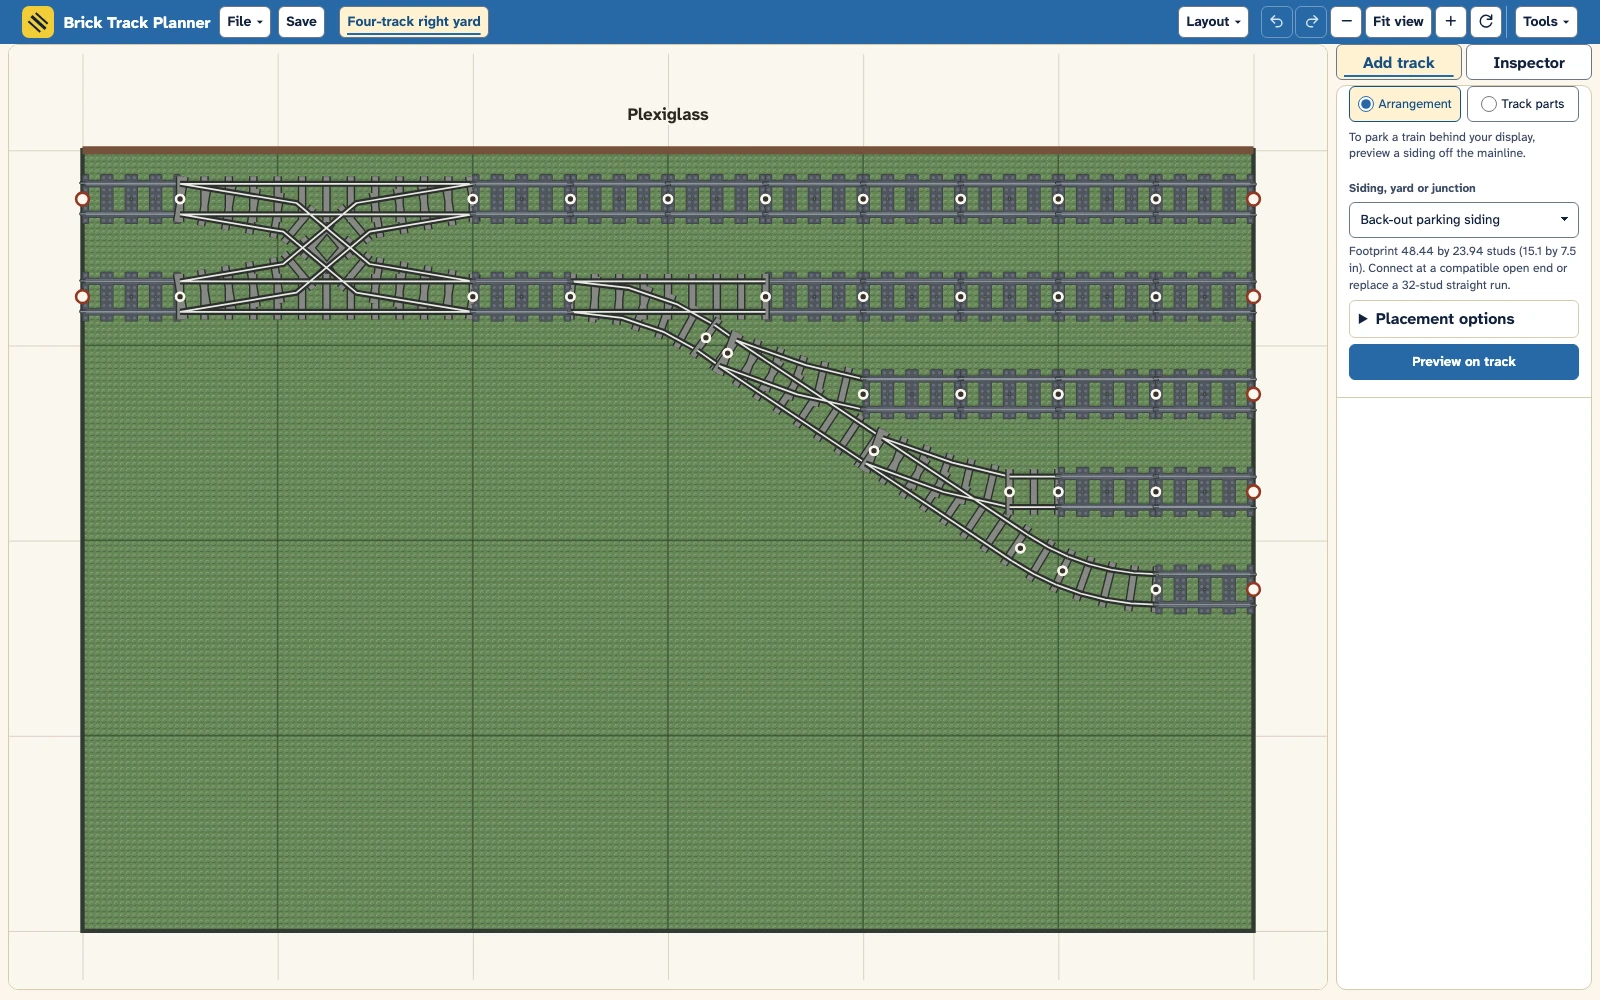 Brick Track Planner
File
Save
Four-track right yard
Layout
Fit view
Tools
Add track
Inspector
Plexiglass
Arrangement
Track parts
To park a train behind your display,
preview a siding off the mainline.
Siding, yard or junction
Back-out parking siding
Footprint 48.44 by 23.94 studs (15.1 by 7.5
in). Connect at a compatible open end or
replace a 32-stud straight run.
Placement options
Preview on track